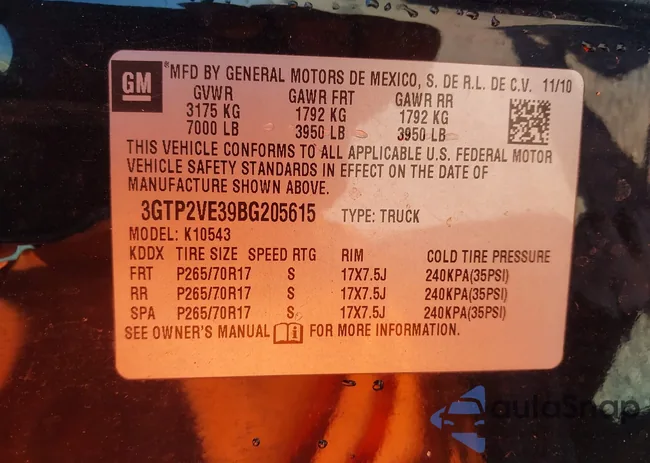 GM
*MFD BY GENERAL MOTORS DE MEXICO, S. DE R.L. DE C.V. 11/10
GVWR GAWR FRT GAWR RR
3175 KG 1792 KG 1792 KG
7000 LB 3950 LB 3950 LB
THIS VEHICLE CONFORMS TO ALL APPLICABLE U.S. FEDERAL MOTOR
VEHICLE SAFETY STANDARDS IN EFFECT ON THE DATE OF
MANUFACTURE SHOWN ABOVE.
3GTP2VE39BG205615 TYPE: TRUCK
MODEL: K10543
KDDX TIRE SIZE SPEED RTG RIM COLD TIRE PRESSURE
FRT P265/70R17 S 17X7.5J 240KPA(35PSI)
RR P265/70R17 S 17X7.5J 240KPA(35PSI)
SPA P265/70R17 S 17X7.5J 240KPA(35PSI)
SEE OWNER'S MANUAL FOR MORE INFORMATION.
autoSnap